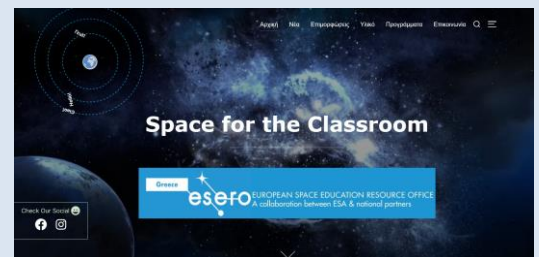 Αρχική Νέα Επιμορφώσεις Υλικό Προγράμματα Επικοινωνία
Space for the Classroom
Greece
esero
EUROPEAN SPACE EDUCATION RESOURCE OFFICE
A collaboration between ESA & national partners
Check Our Social